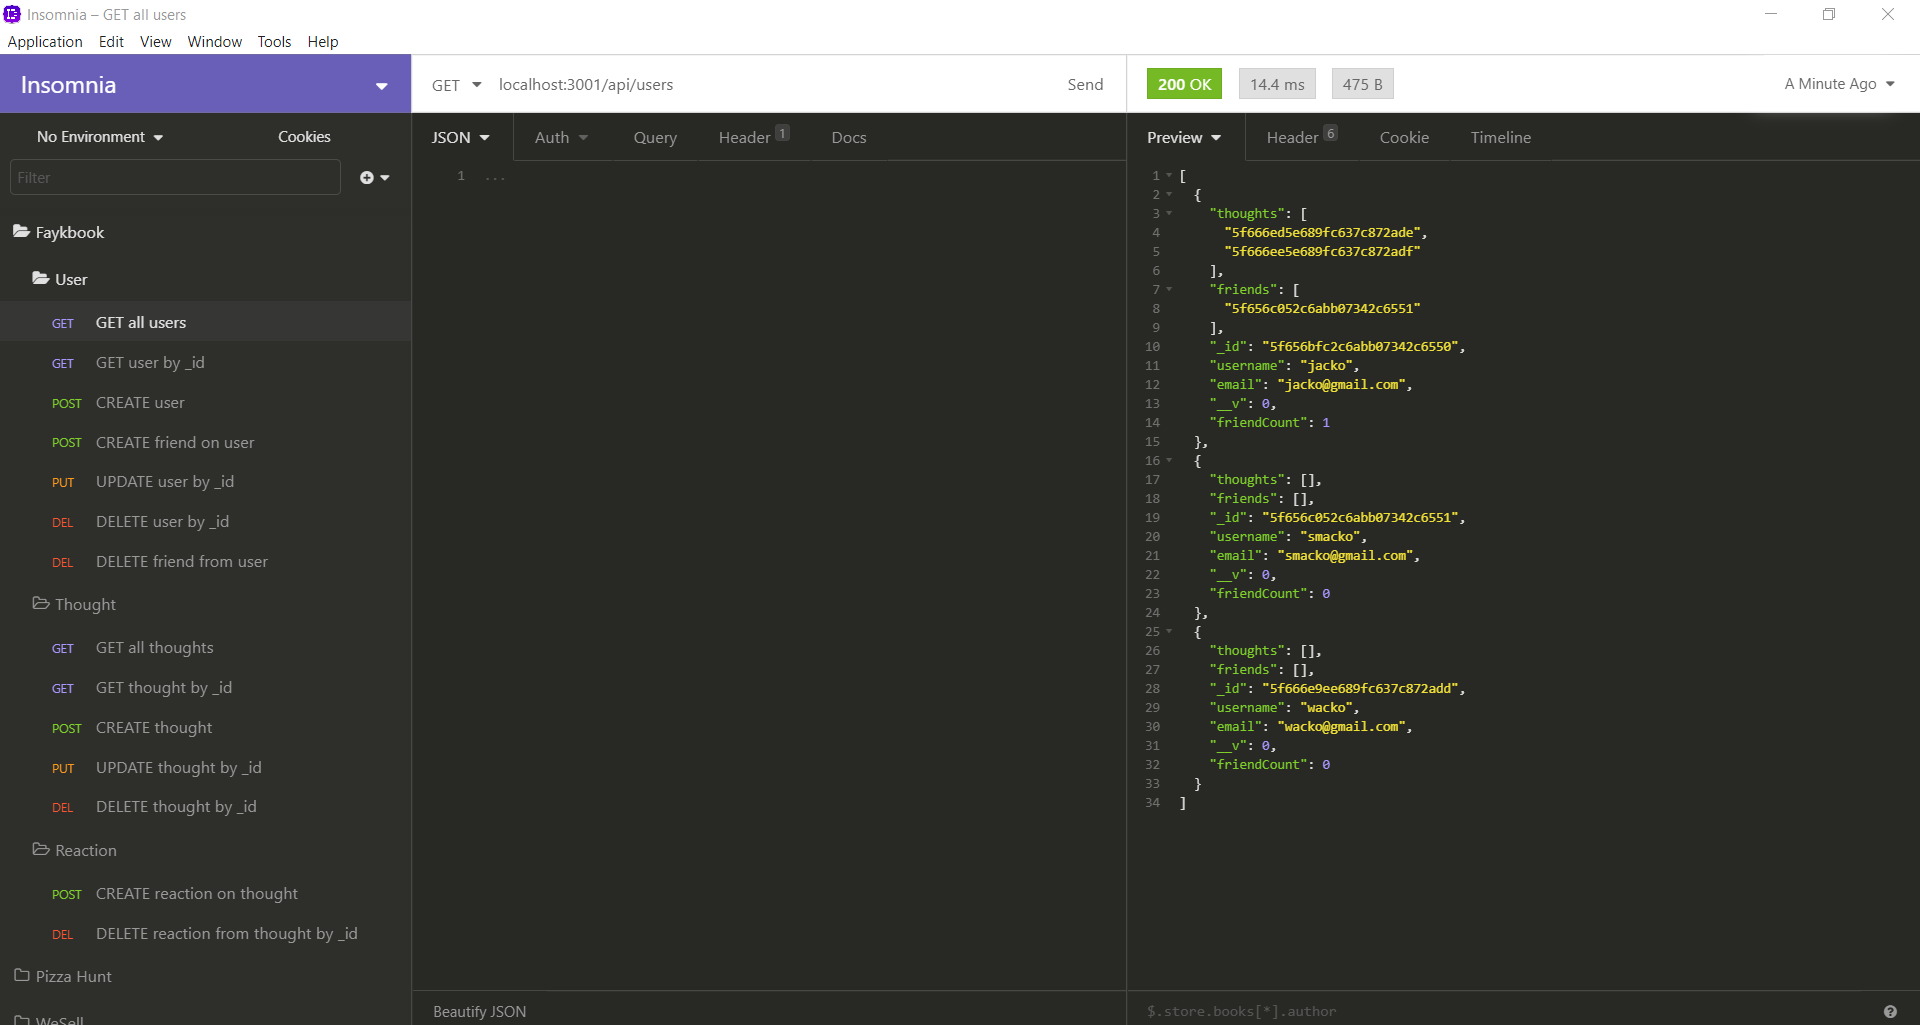 Insomnia – GET all users
Application Edit View Window Tools Help
Insomnia
GET localhost:3001/api/users Send
200 OK 14.4 ms 475 B A Minute Ago
No Environment Cookies
Filter
JSON Auth Query Header 1 Docs
Preview Header 6 Cookie Timeline
Faykbook
User
GET GET all users
GET GET user by _id
POST CREATE user
POST CREATE friend on user
PUT UPDATE user by _id
DEL DELETE user by _id
DEL DELETE friend from user
Thought
GET GET all thoughts
GET GET thought by _id
POST CREATE thought
PUT UPDATE thought by _id
DEL DELETE thought by _id
Reaction
POST CREATE reaction on thought
DEL DELETE reaction from thought by _id
Pizza Hunt
WeSell
1 ...
Beautify JSON
1 [
2 {
3 "thoughts": [
4 "5f666ed5e689fc637c872ade",
5 "5f666ee5e689fc637c872adf"
6 ],
7 "friends": [
8 "5f656c052c6abb07342c6551"
9 ],
10 "_id": "5f656bfc2c6abb07342c6550",
11 "username": "jacko",
12 "email": "jacko@gmail.com",
13 "__v": 0,
14 "friendCount": 1
15 },
16 {
17 "thoughts": [],
18 "friends": [],
19 "_id": "5f656c052c6abb07342c6551",
20 "username": "smacko",
21 "email": "smacko@gmail.com",
22 "__v": 0,
23 "friendCount": 0
24 },
25 {
26 "thoughts": [],
27 "friends": [],
28 "_id": "5f666e9ee689fc637c872add",
29 "username": "wacko",
30 "email": "wacko@gmail.com",
31 "__v": 0,
32 "friendCount": 0
33 }
34 ]
$.store.books[*].author